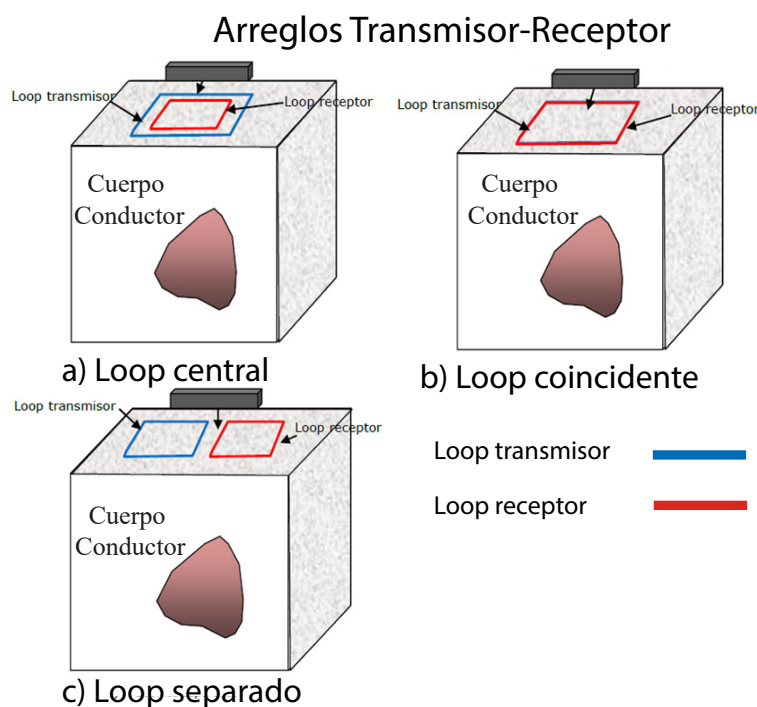 Arreglos Transmisor-Receptor
Loop transmisor
Loop receptor
Cuerpo
Conductor
a) Loop central
Loop transmisor
Loop receptor
Cuerpo
Conductor
b) Loop coincidente
Loop transmisor
Loop receptor
Cuerpo
Conductor
c) Loop separado
Loop transmisor
Loop receptor